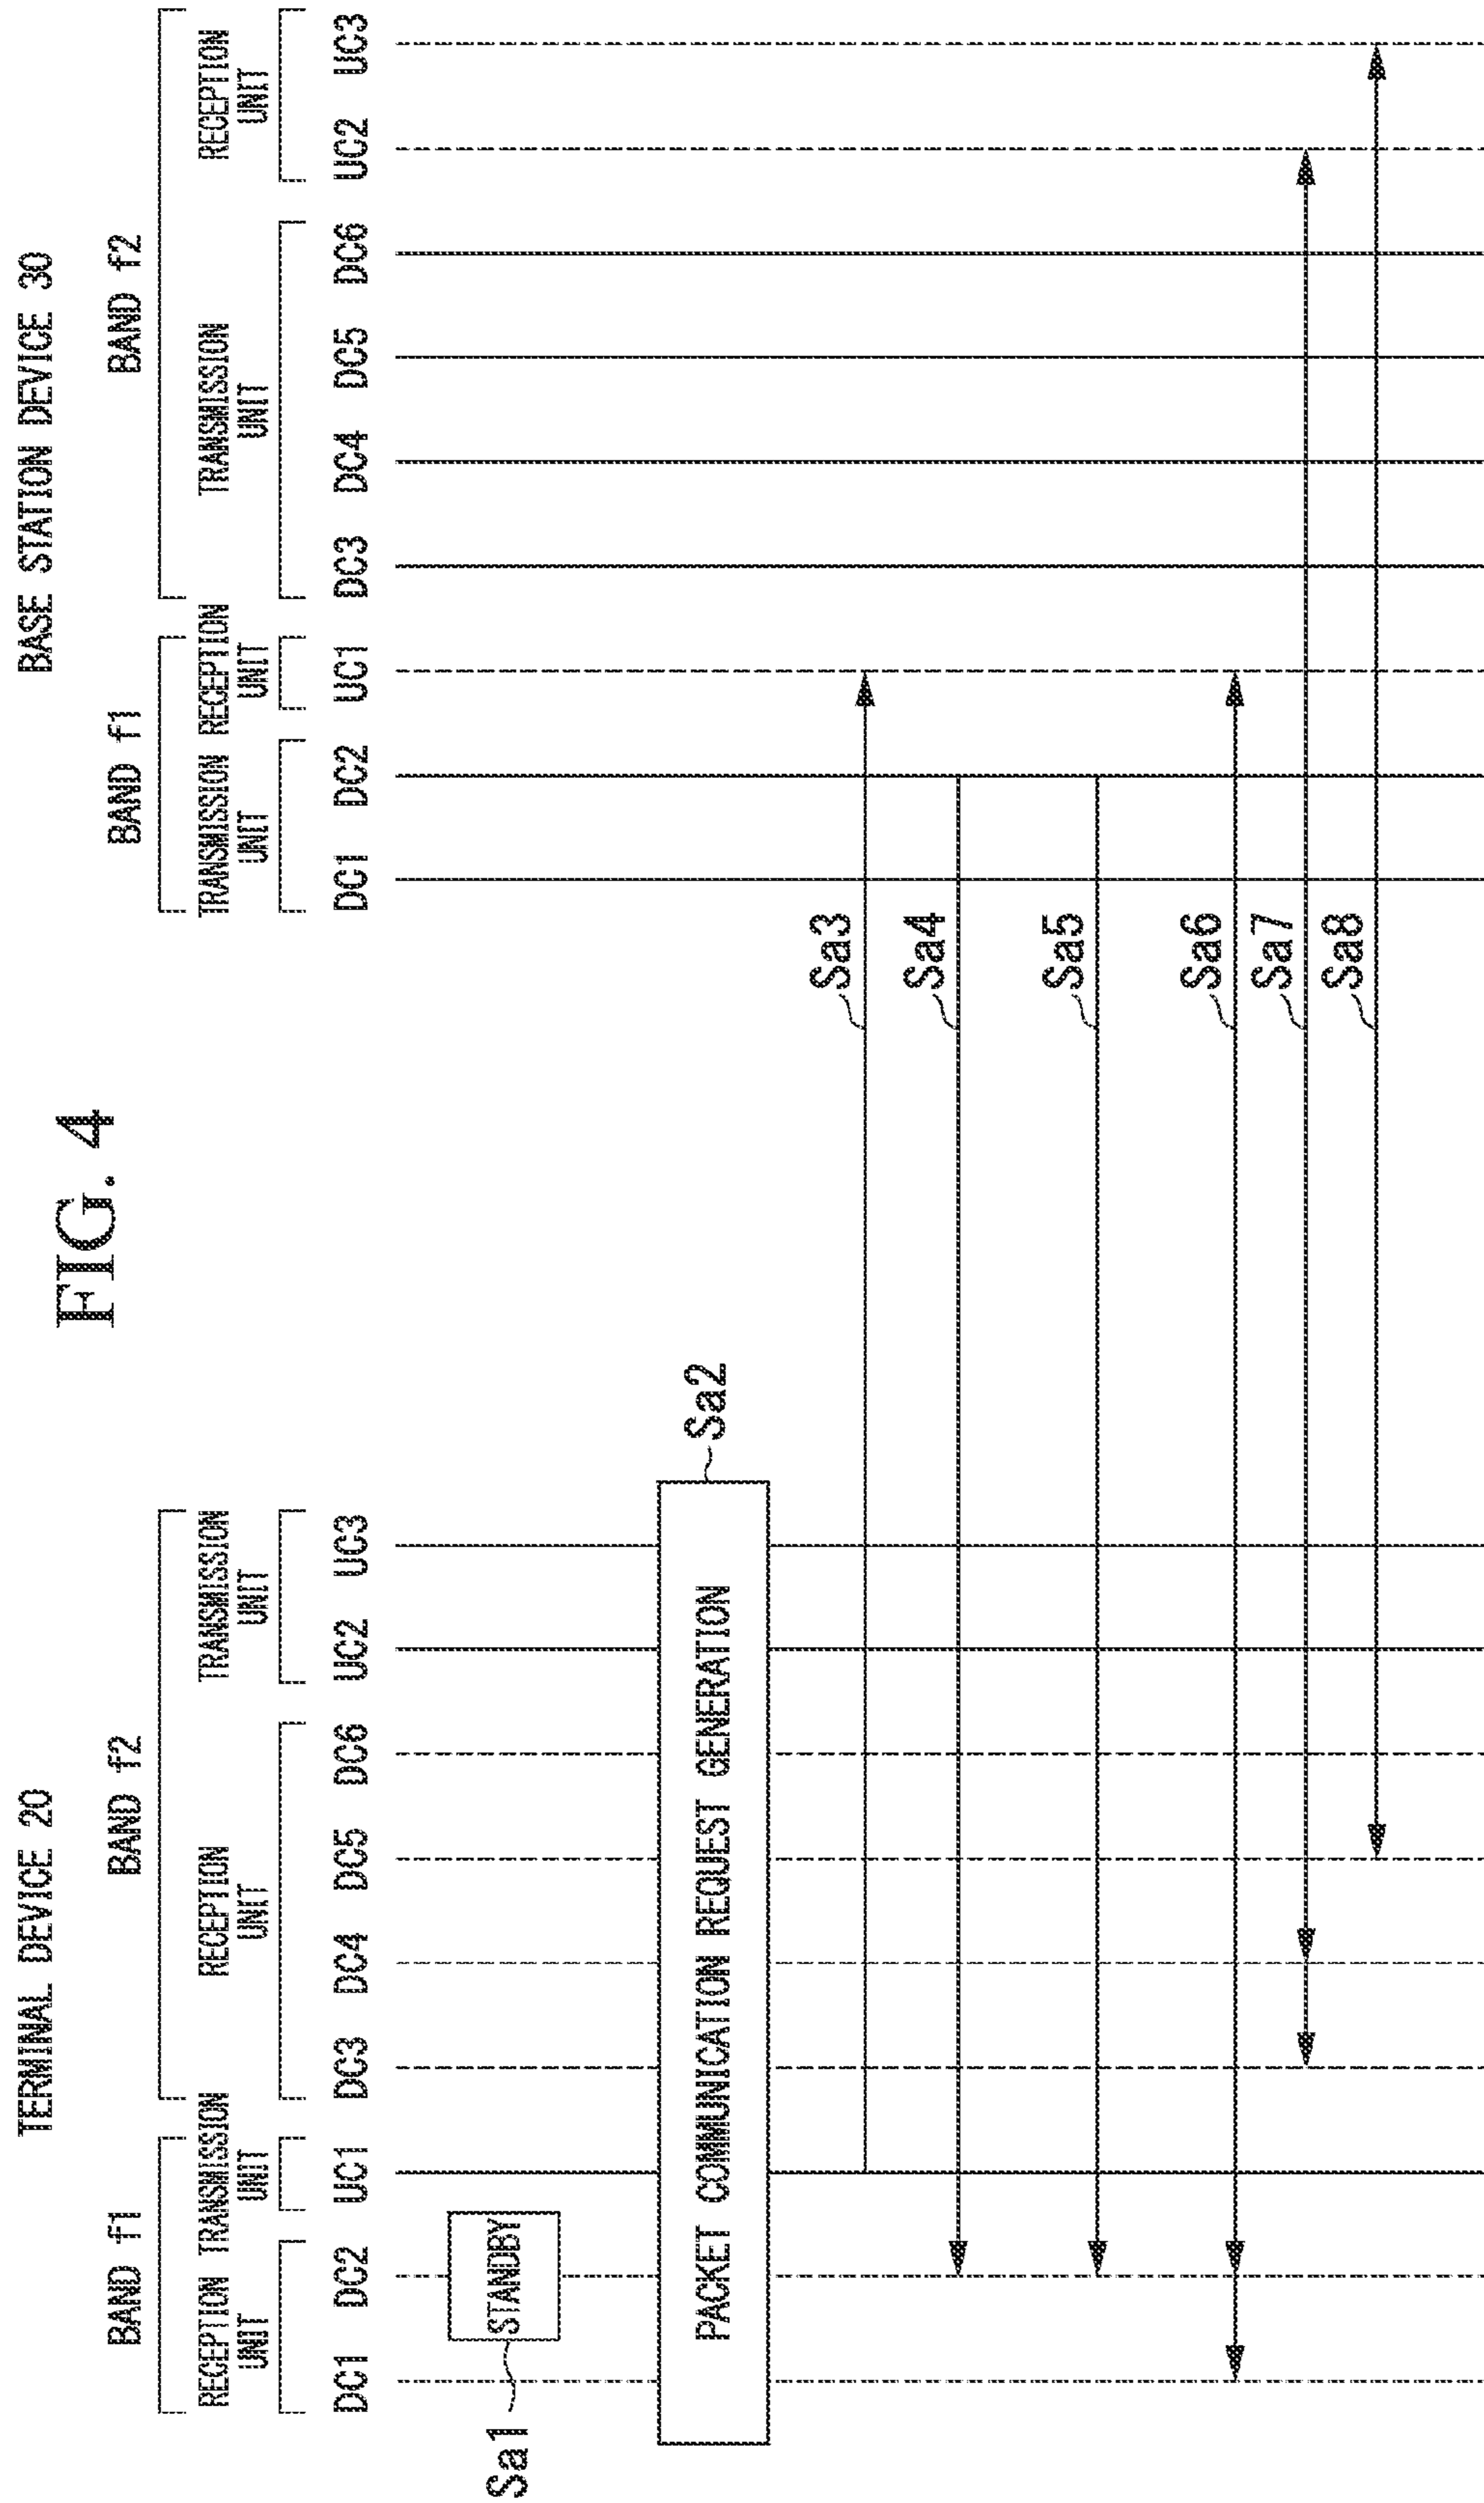 FIG. 4
TERMINAL DEVICE 20
BASE STATION DEVICE 30
BAND f1
BAND f2
BAND f1
BAND f2
RECEPTION UNIT
TRANSMISSION UNIT
RECEPTION UNIT
TRANSMISSION UNIT
TRANSMISSION UNIT
RECEPTION UNIT
TRANSMISSION UNIT
RECEPTION UNIT
DC1 DC2 UC1 DC3 DC4 DC5 DC6 UC2 UC3
DC1 DC2 UC1 DC3 DC4 DC5 DC6 UC2 UC3
Sa1
STANDBY
PACKET COMMUNICATION REQUEST GENERATION
Sa2
Sa3
Sa4
Sa5
Sa6
Sa7
Sa8